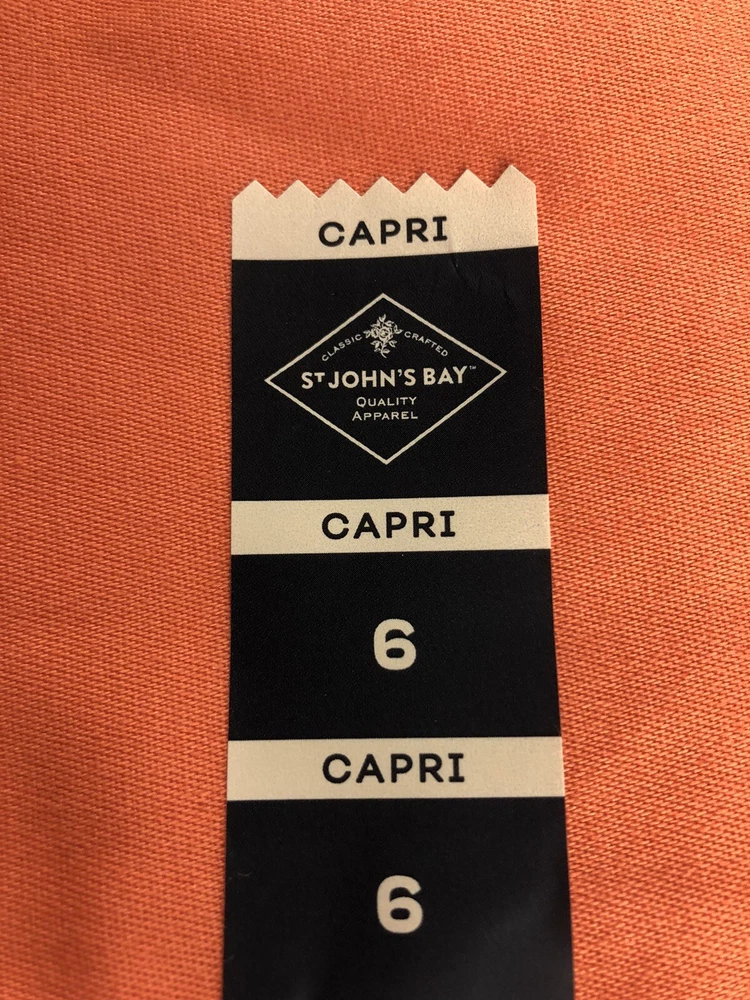 CAPRI
CLASSIC CRAFTED
ST JOHN'S BAY™
QUALITY
APPAREL
CAPRI
6
CAPRI
6